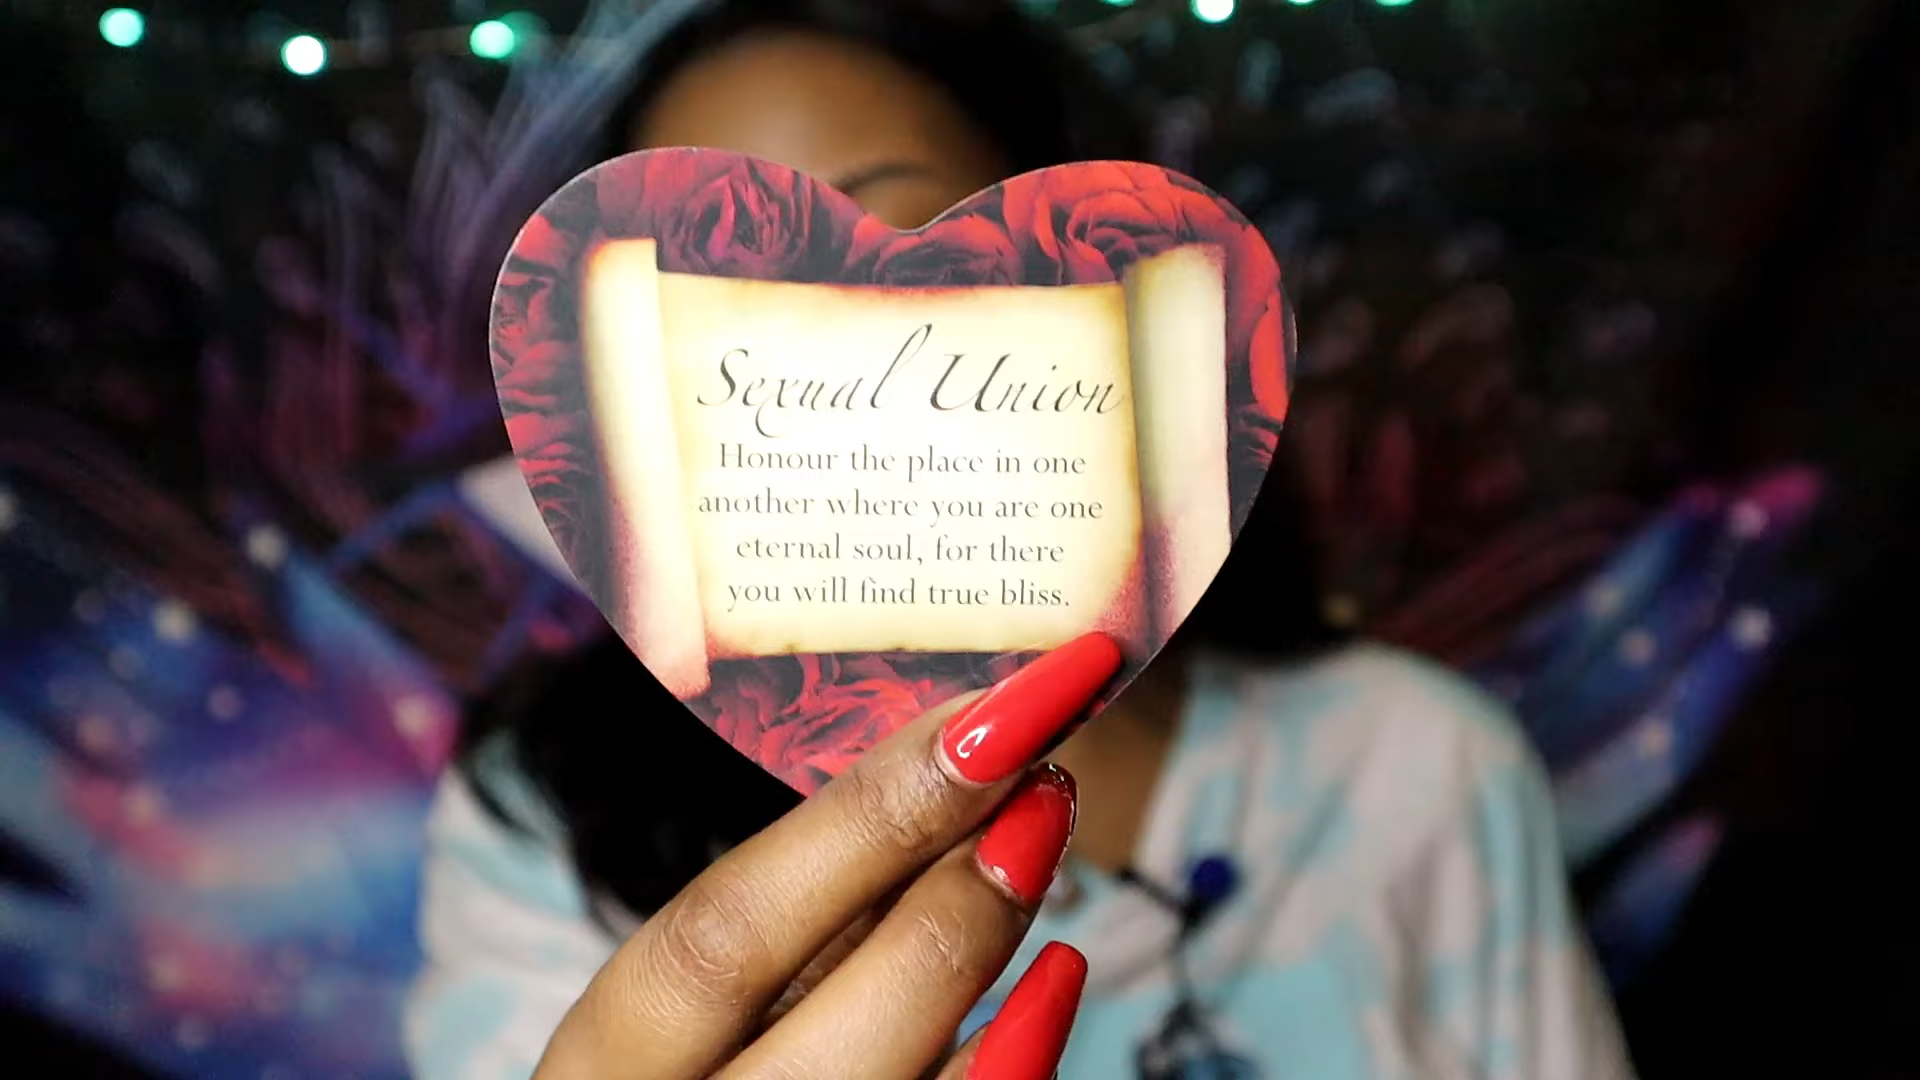 Sexual Union
Honour the place in one
another where you are one
eternal soul, for there
you will find true bliss.